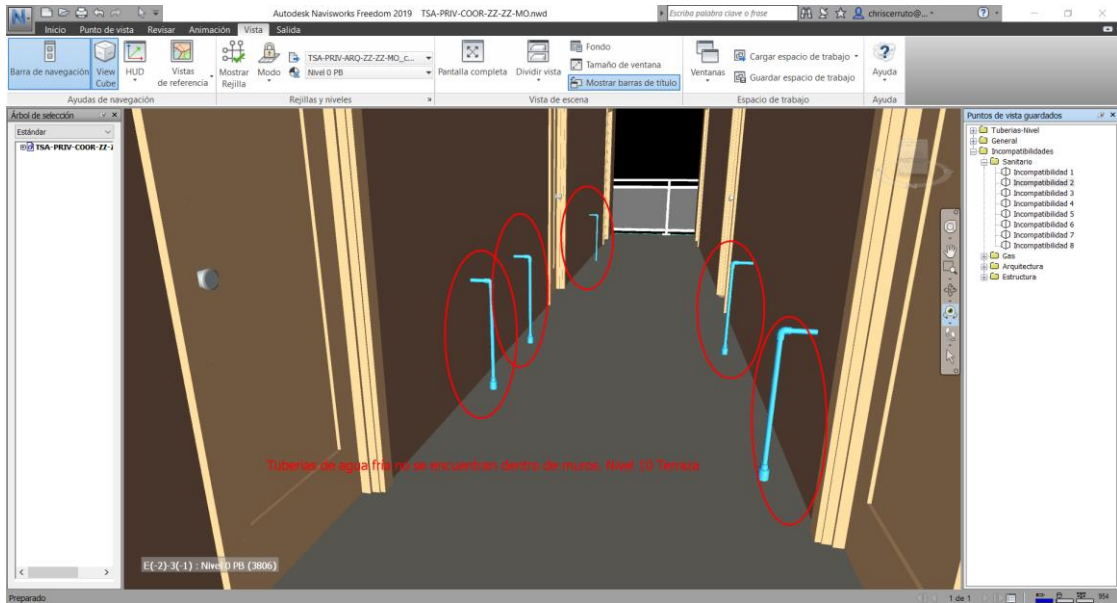 Autodesk Navisworks Freedom 2019 TSA-PRIV-COOR-ZZ-ZZ-MO.nwd
Escriba palabra clave o frase
chriscerruto@...
Inicio Punto de vista Revisar Animación Vista Salida
Barra de navegación
View Cube
HUD
Vistas de referencia
Ayudas de navegación
Mostrar Rejilla
Modo
TSA-PRIV-ARQ-ZZ-ZZ-MO_c...
Nivel 0 PB
Rejillas y niveles
Pantalla completa
Dividir vista
Fondo
Tamaño de ventana
Mostrar barras de título
Vista de escena
Ventanas
Cargar espacio de trabajo
Guardar espacio de trabajo
Espacio de trabajo
Ayuda
Ayuda
Árbol de selección
Estándar
TSA-PRIV-COOR-ZZ-
Tuberias de agua fria no se encuentran dentro de muros. Nivel 10 Terraza
E(-2)-3(-1) : Nivel 0 PB (3806)
Puntos de vista guardados
Tuberias-Nivel
General
Incompatibilidades
Sanitario
Incompatibilidad 1
Incompatibilidad 2
Incompatibilidad 3
Incompatibilidad 4
Incompatibilidad 5
Incompatibilidad 6
Incompatibilidad 7
Incompatibilidad 8
Gas
Arquitectura
Estructura
Preparado
1 de 1
954